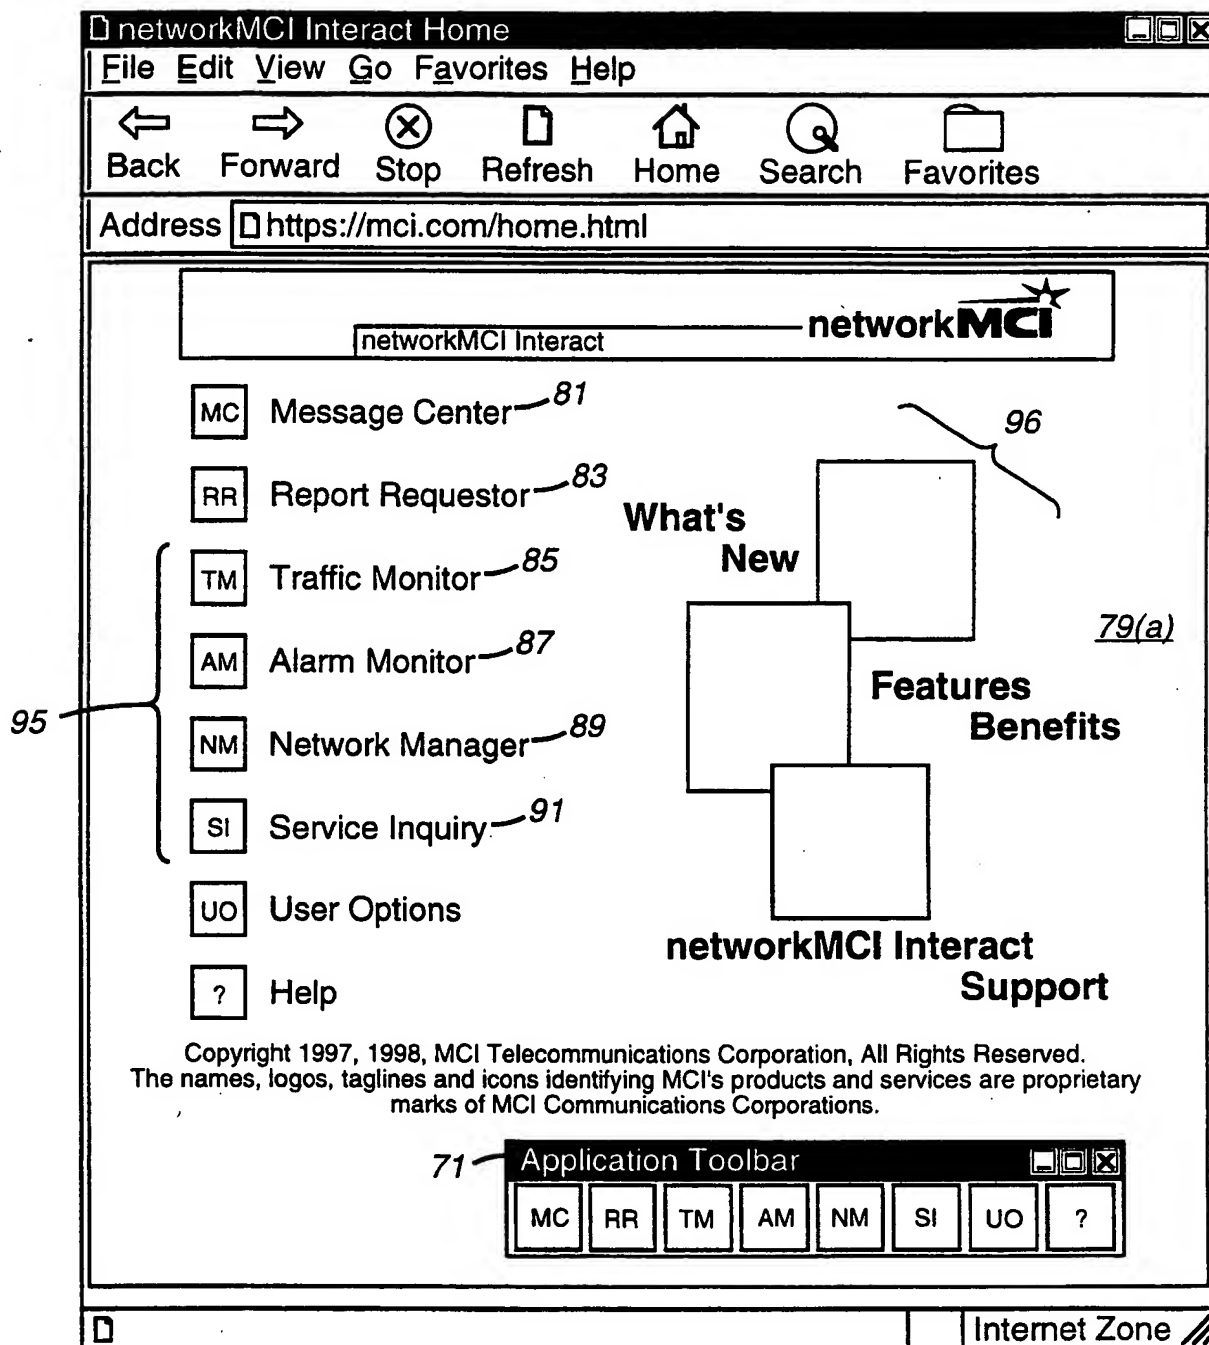 networkMCI Interact Home
File Edit View Go Favorites Help
Back Forward Stop Refresh Home Search Favorites
Address https://mci.com/home.html
networkMCI
networkMCI Interact
MC Message Center 81
96
RR Report Requestor 83
What's
New
TM Traffic Monitor 85
79(a)
AM Alarm Monitor 87
Features
Benefits
95
NM Network Manager 89
SI Service Inquiry 91
UO User Options
networkMCI Interact
Support
? Help
Copyright 1997, 1998, MCI Telecommunications Corporation, All Rights Reserved.
The names, logos, taglines and icons identifying MCI's products and services are proprietary
marks of MCI Communications Corporations.
71 Application Toolbar
MC RR TM AM NM SI UO ?
Internet Zone